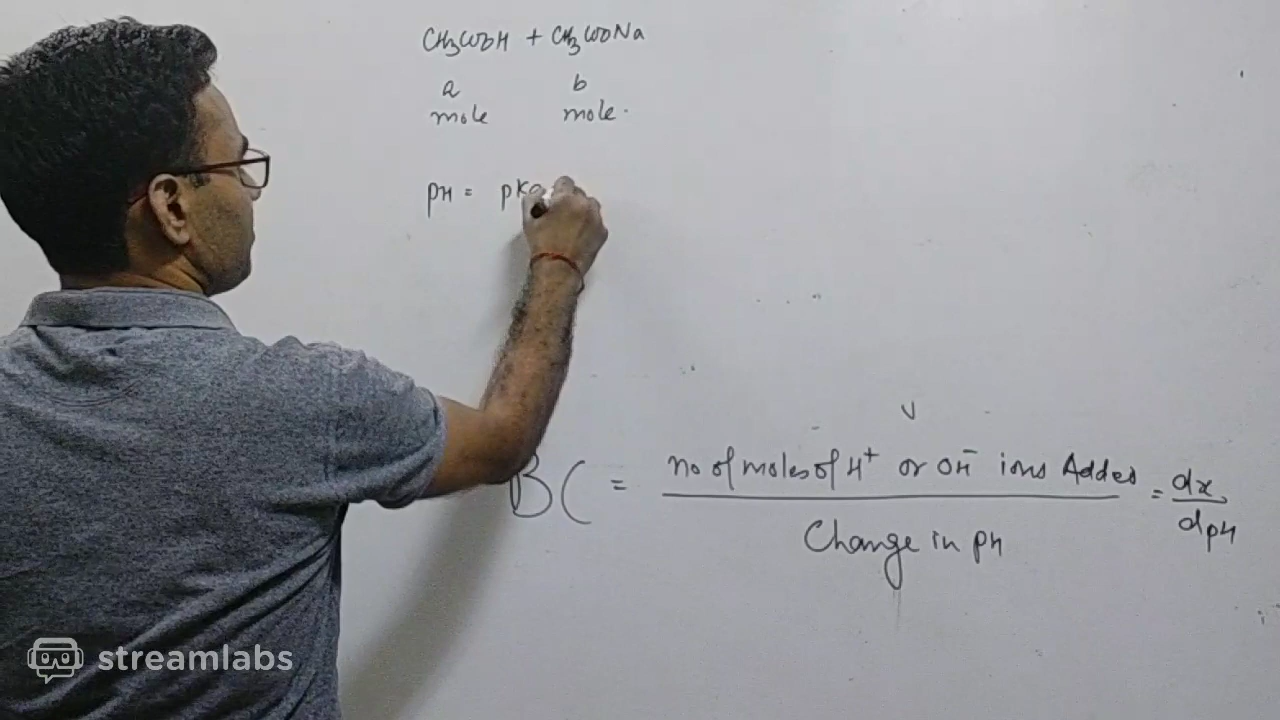 CH3COOH + CH3COONa
a b
mole mole.
pH = pKa
BC = no of moles of H+ or OH- ions Added / Change in pH = dx / dpH
streamlabs